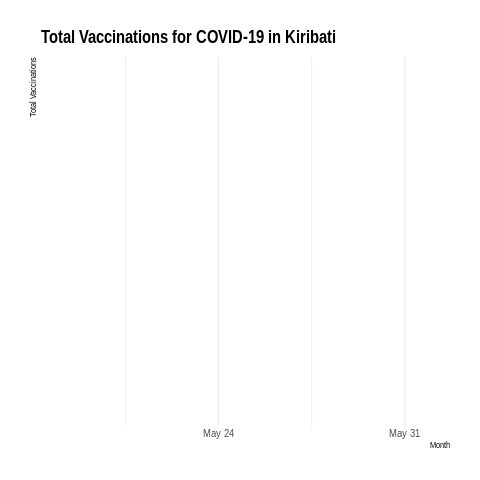 Total Vaccinations for COVID-19 in Kiribati
Total Vaccinations
May 24
May 31
Month